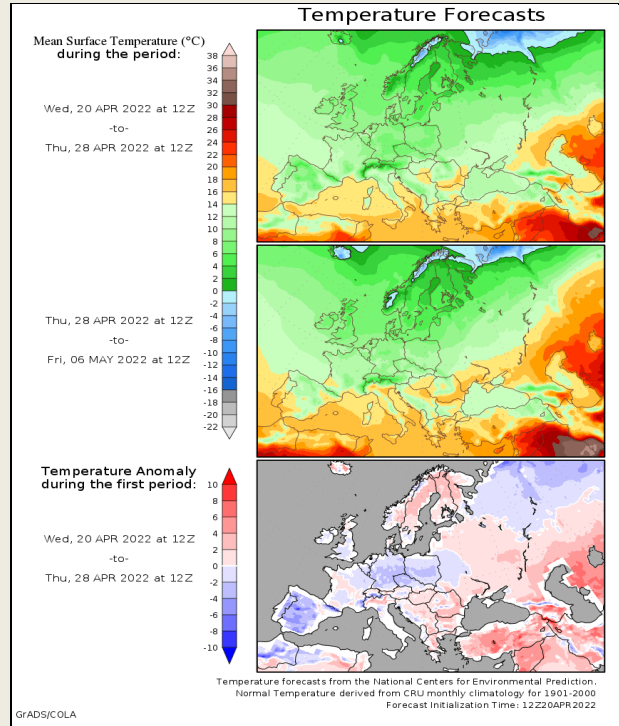 Temperature Forecasts
Mean Surface Temperature (°C)
during the period:
Wed, 20 APR 2022 at 12Z
-to-
Thu, 28 APR 2022 at 12Z
38
36
34
32
30
28
26
24
22
20
18
16
14
12
10
8
6
4
2
0
-2
-4
-6
-8
-10
-12
-14
-16
-18
-20
-22
Thu, 28 APR 2022 at 12Z
-to-
Fri, 06 MAY 2022 at 12Z
Temperature Anomaly
during the first period:
Wed, 20 APR 2022 at 12Z
-to-
Thu, 28 APR 2022 at 12Z
10
8
6
4
2
0
-2
-4
-6
-8
-10
Temperature forecasts from the National Centers for Environmental Prediction.
Normal Temperature derived from CRU monthly climatology for 1901-2000
Forecast Initialization Time: 12Z20APR2022
GrADS/COLA